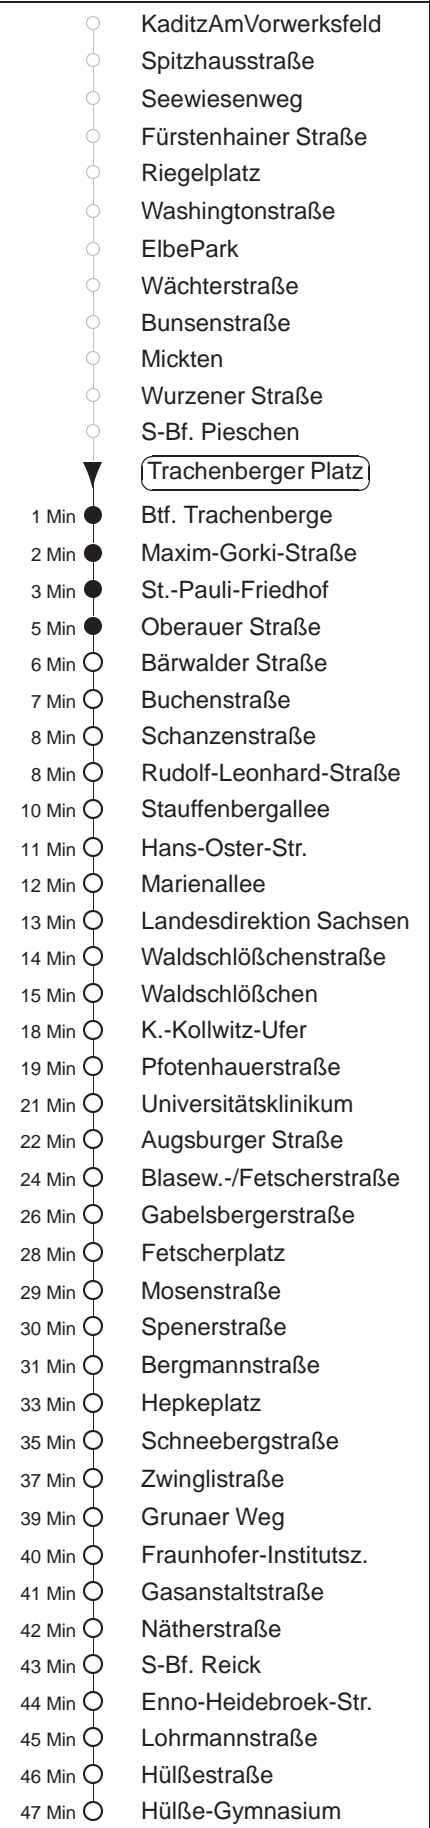 KaditzAmVorwerksfeld
Spitzhausstraße
Seewiesenweg
Fürstenhainer Straße
Riegelplatz
Washingtonstraße
ElbePark
Wächterstraße
Bunsenstraße
Mickten
Wurzener Straße
S-Bf. Pieschen
Trachenberger Platz
1 Min Btf. Trachenberge
2 Min Maxim-Gorki-Straße
3 Min St.-Pauli-Friedhof
5 Min Oberauer Straße
6 Min Bärwalder Straße
7 Min Buchenstraße
8 Min Schanzenstraße
8 Min Rudolf-Leonhard-Straße
10 Min Stauffenbergallee
11 Min Hans-Oster-Str.
12 Min Marienallee
13 Min Landesdirektion Sachsen
14 Min Waldschlößchenstraße
15 Min Waldschlößchen
18 Min K.-Kollwitz-Ufer
19 Min Pfotenhauerstraße
21 Min Universitätsklinikum
22 Min Augsburger Straße
24 Min Blasew.-/Fetscherstraße
26 Min Gabelsbergerstraße
28 Min Fetscherplatz
29 Min Mosenstraße
30 Min Spenerstraße
31 Min Bergmannstraße
33 Min Hepkeplatz
35 Min Schneebergstraße
37 Min Zwinglistraße
39 Min Grunaer Weg
40 Min Fraunhofer-Institutsz.
41 Min Gasanstaltstraße
42 Min Nätherstraße
43 Min S-Bf. Reick
44 Min Enno-Heidebroek-Str.
45 Min Lohrmannstraße
46 Min Hülßestraße
47 Min Hülße-Gymnasium